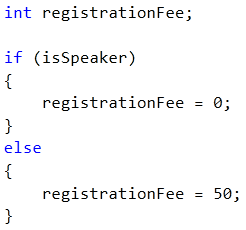 int registrationFee;
if (isSpeaker)
{
    registrationFee = 0;
}
else
{
    registrationFee = 50;
}